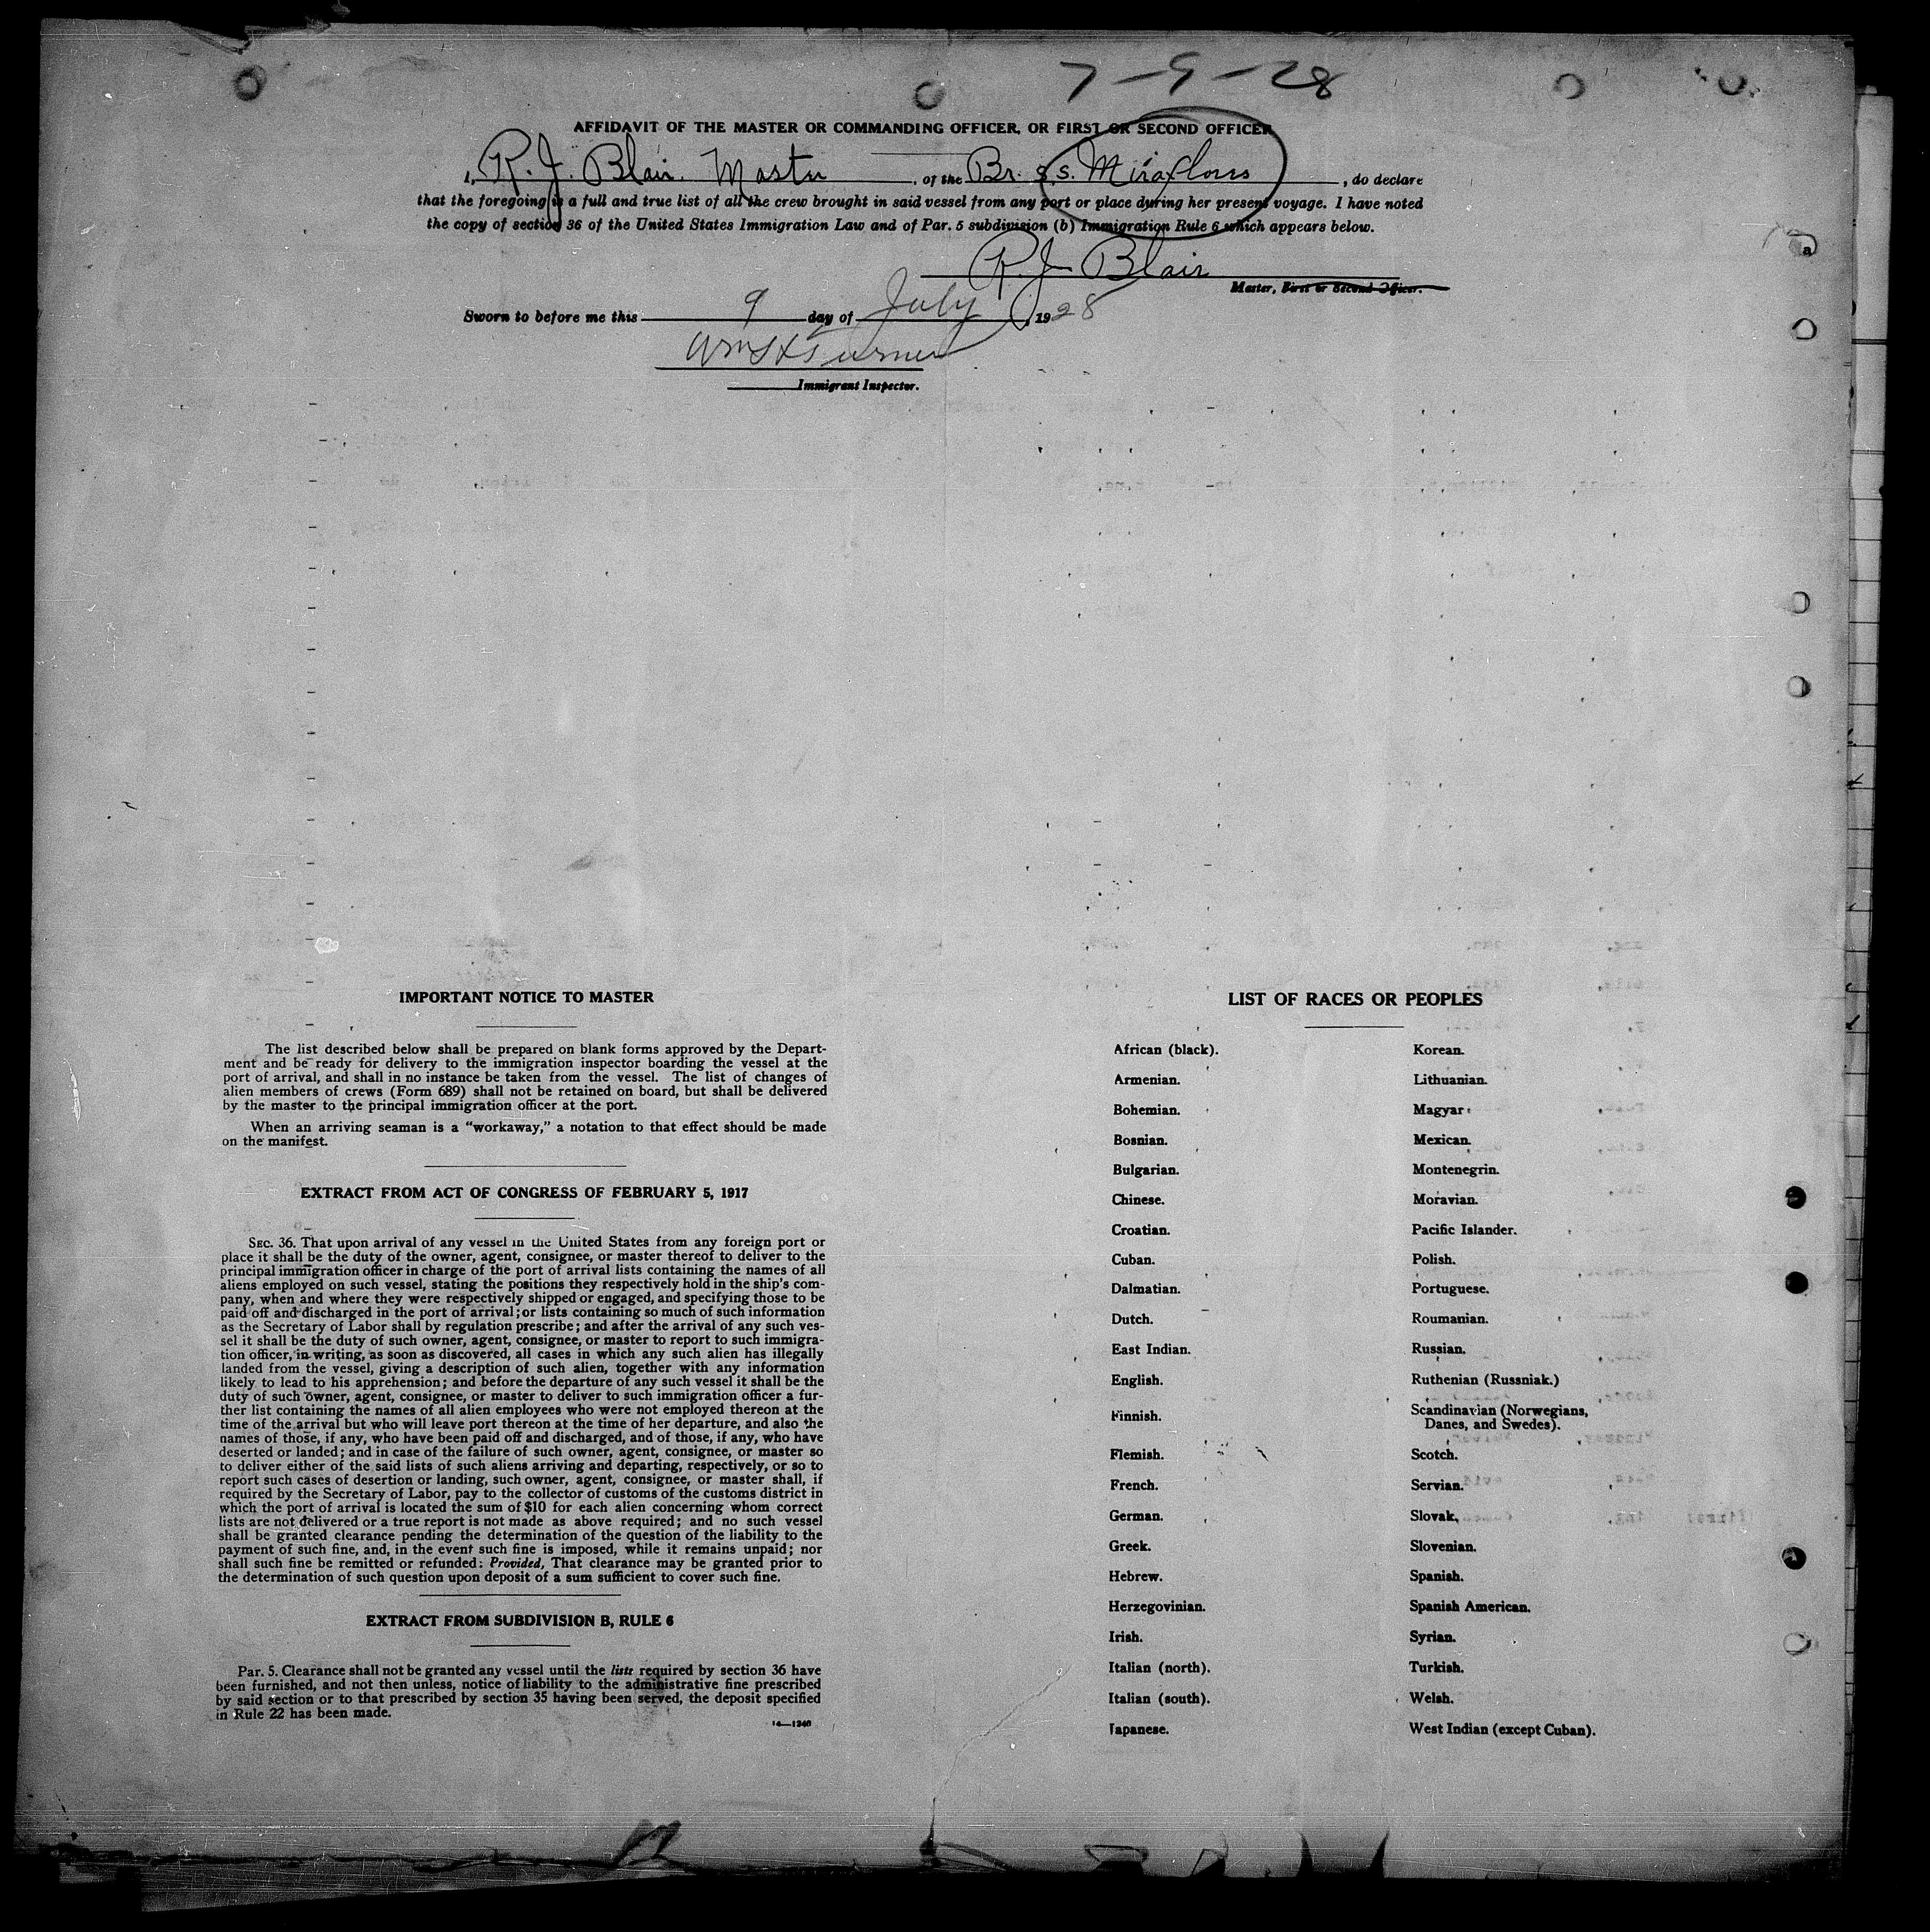 7-9-28
AFFIDAVIT OF THE MASTER OR COMMANDING OFFICER, OR FIRST OR SECOND OFFICER
I, R. J. Blair. Master, of the Br. s.s. Miraflores, do declare
that the foregoing is a full and true list of all the crew brought in said vessel from any port or place during her present voyage. I have noted
the copy of section 36 of the United States Immigration Law and of Par. 5 subdivision (b) Immigration Rule 6 which appears below.
R. J. Blair
Master, First or Second Officer.
Sworn to before me this 9 day of July, 1928
Immigrant Inspector.
IMPORTANT NOTICE TO MASTER
The list described below shall be prepared on blank forms approved by the Depart-
ment and be ready for delivery to the immigration inspector boarding the vessel at the
port of arrival, and shall in no instance be taken from the vessel. The list of changes of
alien members of crews (Form 689) shall not be retained on board, but shall be delivered
by the master to the principal immigration officer at the port.
When an arriving seaman is a “workaway,” a notation to that effect should be made
on the manifest.
EXTRACT FROM ACT OF CONGRESS OF FEBRUARY 5, 1917
SEC. 36. That upon arrival of any vessel in the United States from any foreign port or
place it shall be the duty of the owner, agent, consignee, or master thereof to deliver to the
principal immigration officer in charge of the port of arrival lists containing the names of all
aliens employed on such vessel, stating the positions they respectively hold in the ship's com-
pany, when and where they were respectively shipped or engaged, and specifying those to be
paid off and discharged in the port of arrival; or lists containing so much of such information
as the Secretary of Labor shall by regulation prescribe; and after the arrival of any such ves-
sel it shall be the duty of such owner, agent, consignee, or master to report to such immigra-
tion officer, in writing, as soon as discovered, all cases in which any such alien has illegally
landed from the vessel, giving a description of such alien, together with any information
likely to lead to his apprehension; and before the departure of any such vessel it shall be the
duty of such owner, agent, consignee, or master to deliver to such immigration officer a fur-
ther list containing the names of all alien employees who were not employed thereon at the
time of the arrival but who will leave port thereon at the time of her departure, and also the
names of those, if any, who have been paid off and discharged, and of those, if any, who have
deserted or landed; and in case of the failure of such owner, agent, consignee, or master so
to deliver either of the said lists of such aliens arriving and departing, respectively, or so to
report such cases of desertion or landing, such owner, agent, consignee, or master shall, if
required by the Secretary of Labor, pay to the collector of customs of the customs district in
which the port of arrival is located the sum of $10 for each alien concerning whom correct
lists are not delivered or a true report is not made as above required; and no such vessel
shall be granted clearance pending the determination of the question of the liability to the
payment of such fine, and, in the event such fine is imposed, while it remains unpaid; nor
shall such fine be remitted or refunded: Provided, That clearance may be granted prior to
the determination of such question upon deposit of a sum sufficient to cover such fine.
EXTRACT FROM SUBDIVISION B, RULE 6
Par. 5. Clearance shall not be granted any vessel until the lists required by section 36 have
been furnished, and not then unless, notice of liability to the administrative fine prescribed
by said section or to that prescribed by section 35 having been served, the deposit specified
in Rule 22 has been made.
14—1240
LIST OF RACES OR PEOPLES
African (black).
Armenian.
Bohemian.
Bosnian.
Bulgarian.
Chinese.
Croatian.
Cuban.
Dalmatian.
Dutch.
East Indian.
English.
Finnish.
Flemish.
French.
German.
Greek.
Hebrew.
Herzegovinian.
Irish.
Italian (north).
Italian (south).
Japanese.
Korean.
Lithuanian.
Magyar
Mexican.
Montenegrin.
Moravian.
Pacific Islander.
Polish.
Portuguese.
Roumanian.
Russian.
Ruthenian (Russniak.)
Scandinavian (Norwegians,
Danes, and Swedes).
Scotch.
Servian.
Slovak.
Slovenian.
Spanish.
Spanish American.
Syrian.
Turkish.
Welsh.
West Indian (except Cuban).